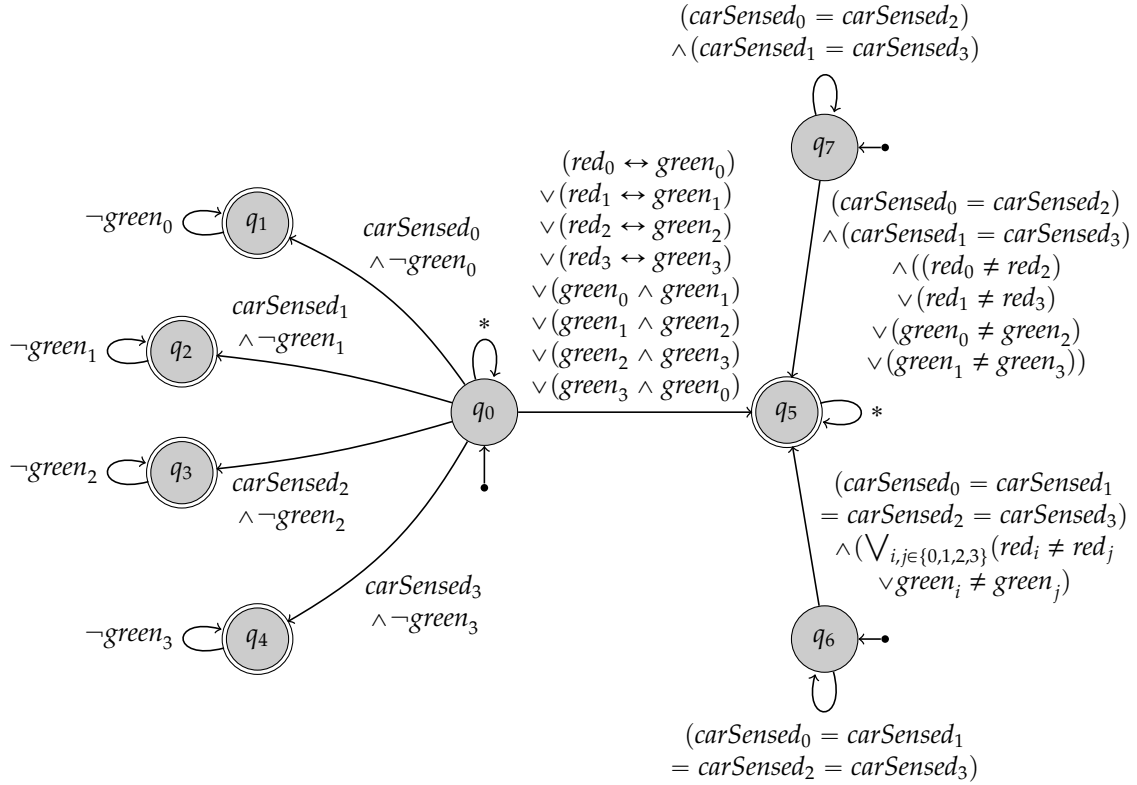 (carSensed₀ = carSensed₂)
∧(carSensed₁ = carSensed₃)
q₇
(red₀ ↔ green₀)
∨(red₁ ↔ green₁)
∨(red₂ ↔ green₂)
∨(red₃ ↔ green₃)
∨(green₀ ∧ green₁)
∨(green₁ ∧ green₂)
∨(green₂ ∧ green₃)
∨(green₃ ∧ green₀)
(carSensed₀ = carSensed₂)
∧(carSensed₁ = carSensed₃)
∧((red₀ ≠ red₂)
∨(red₁ ≠ red₃)
∨(green₀ ≠ green₂)
∨(green₁ ≠ green₃))
¬green₀
q₁
carSensed₀
∧ ¬green₀
¬green₁
q₂
carSensed₁
∧ ¬green₁
*
q₀
q₅
*
¬green₂
q₃
carSensed₂
∧ ¬green₂
¬green₃
q₄
carSensed₃
∧ ¬green₃
(carSensed₀ = carSensed₁
= carSensed₂ = carSensed₃)
∧(⋁i,j∈{0,1,2,3}(redᵢ ≠ redⱼ
∨greenᵢ ≠ greenⱼ)
q₆
(carSensed₀ = carSensed₁
= carSensed₂ = carSensed₃)